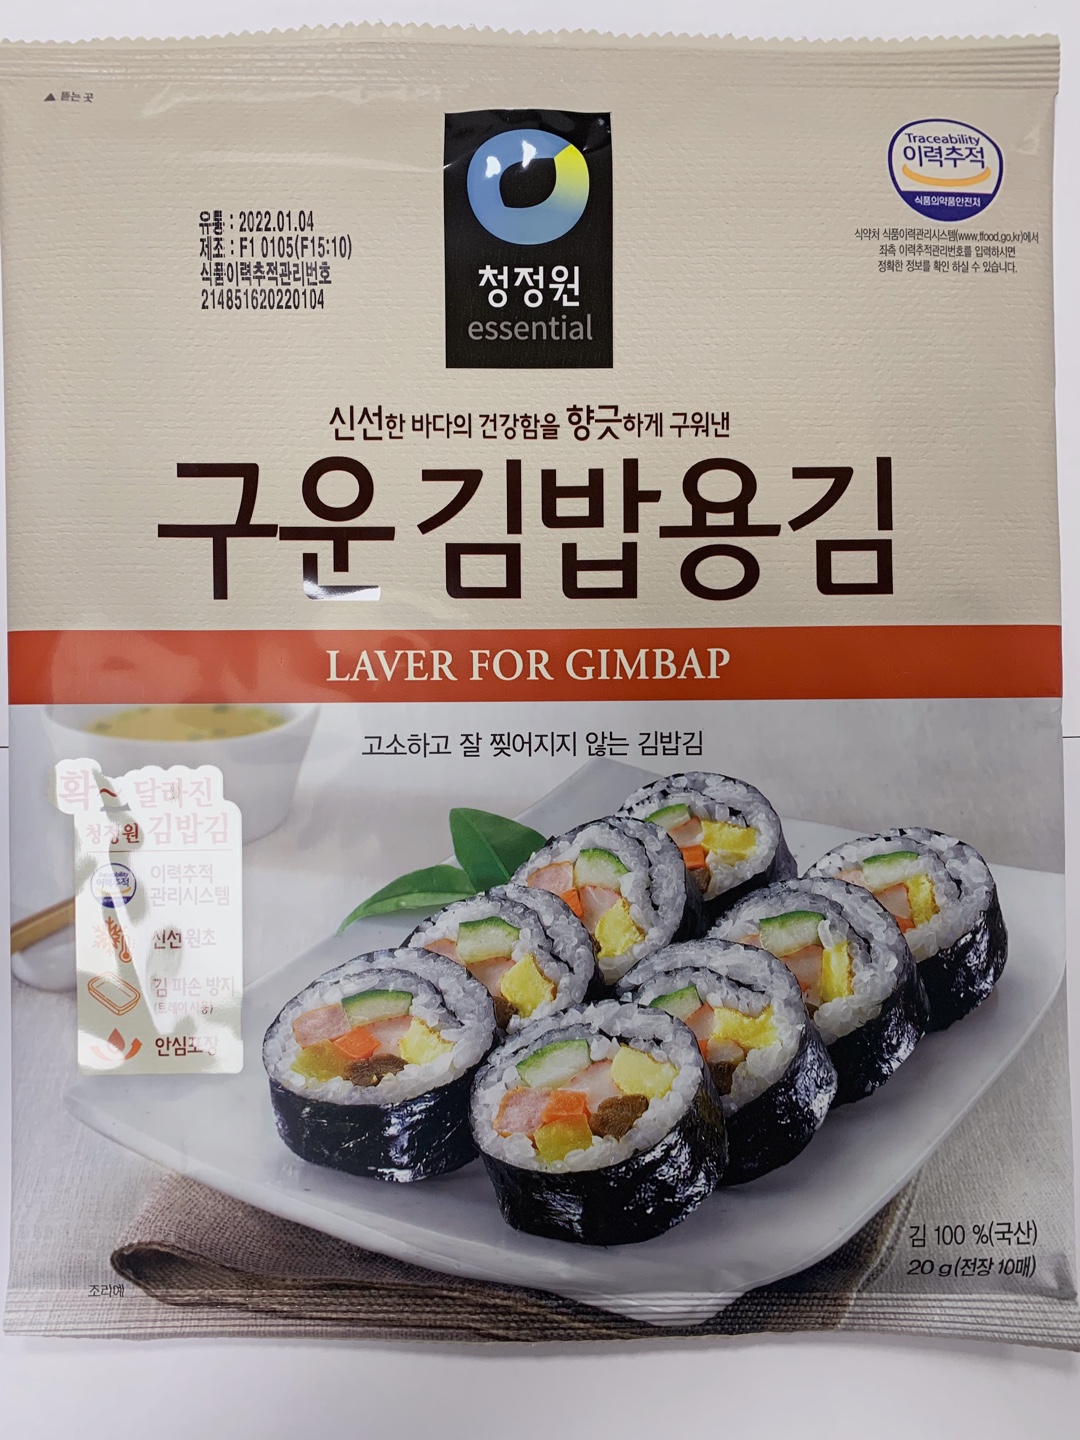 ▲ 뜯는 곳
유통 : 2022.01.04
제조 : F1 0105(F15:10)
식품이력추적관리번호
214851620220104
청정원
essential
Traceability
이력추적
식품의약품안전처
식약처 식품이력관리시스템(www.tfood.go.kr)에서
좌측 이력추적관리번호를 입력하시면
정확한 정보를 확인 하실 수 있습니다.
신선한 바다의 건강함을 향긋하게 구워낸
구운 김밥용김
LAVER FOR GIMBAP
고소하고 잘 찢어지지 않는 김밥김
확~ 달라진
청정원 김밥김
Traceability
이력추적
이력추적
관리시스템
신선 원초
김 파손 방지
(트레이 사용)
안심포장
김 100 %(국산)
20 g(전장 10매)
조리예